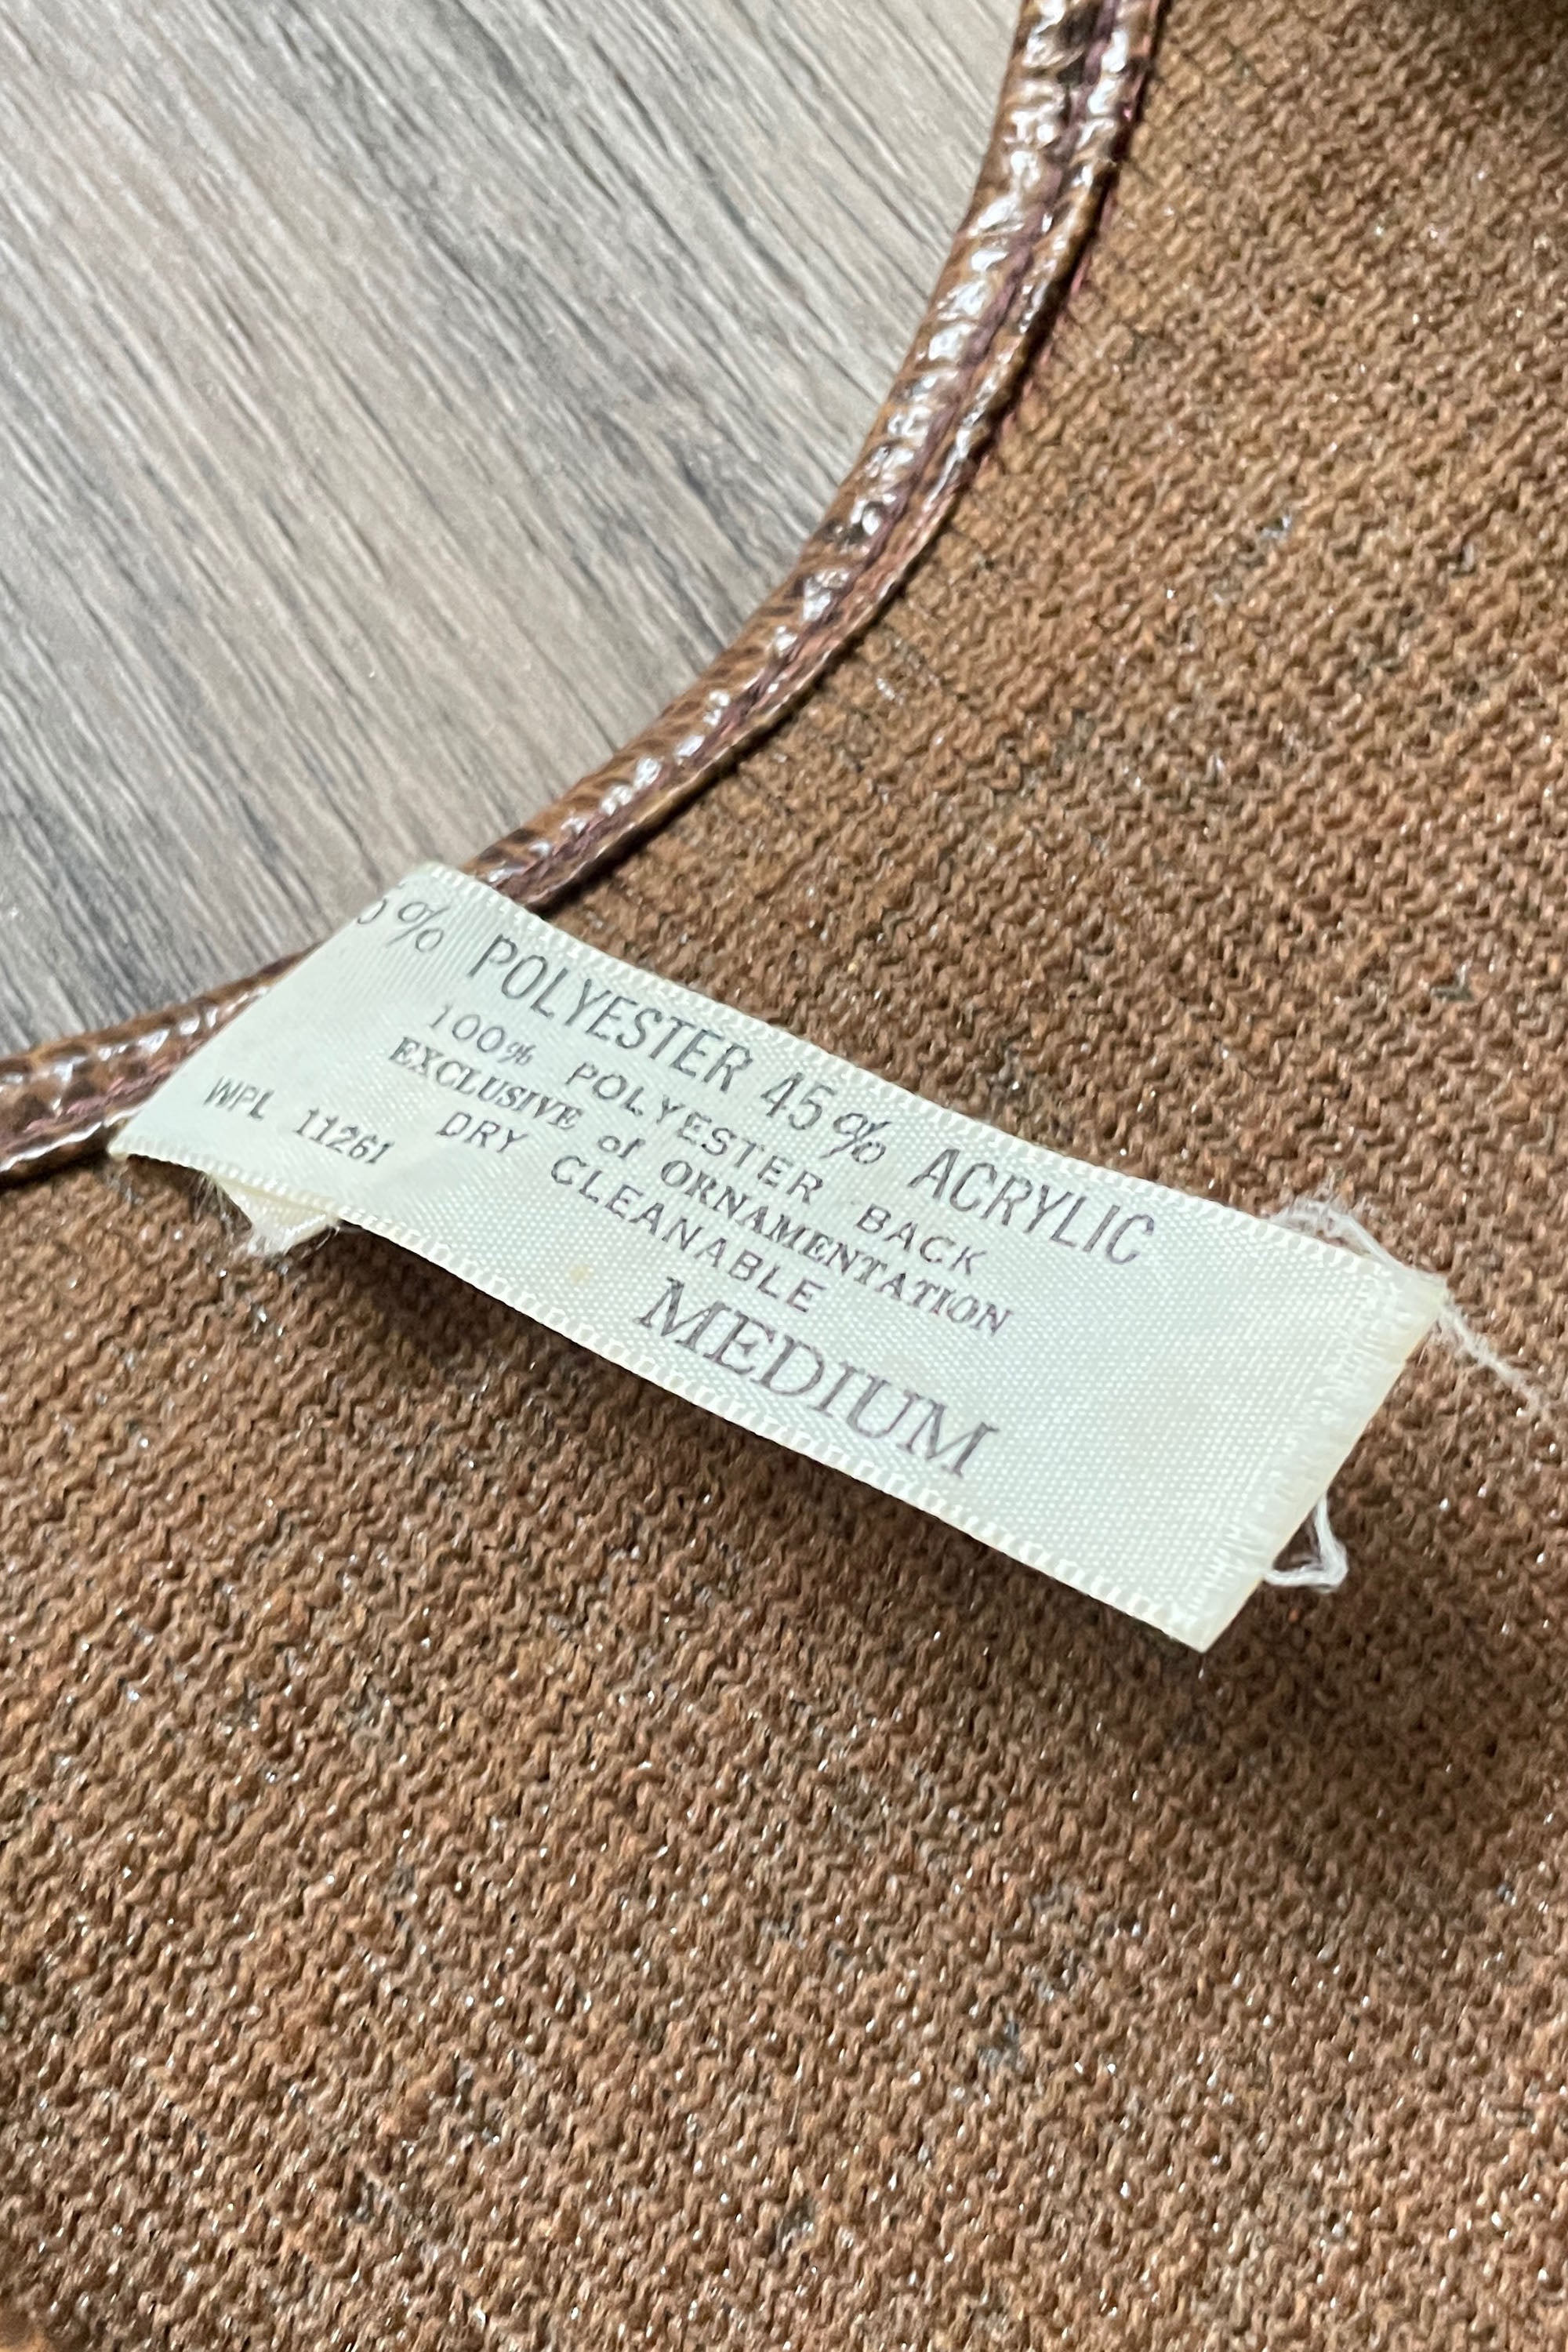 % POLYESTER 45% ACRYLIC
100% POLYESTER BACK
EXCLUSIVE of ORNAMENTATION
DRY CLEANABLE
WPL 11261
MEDIUM